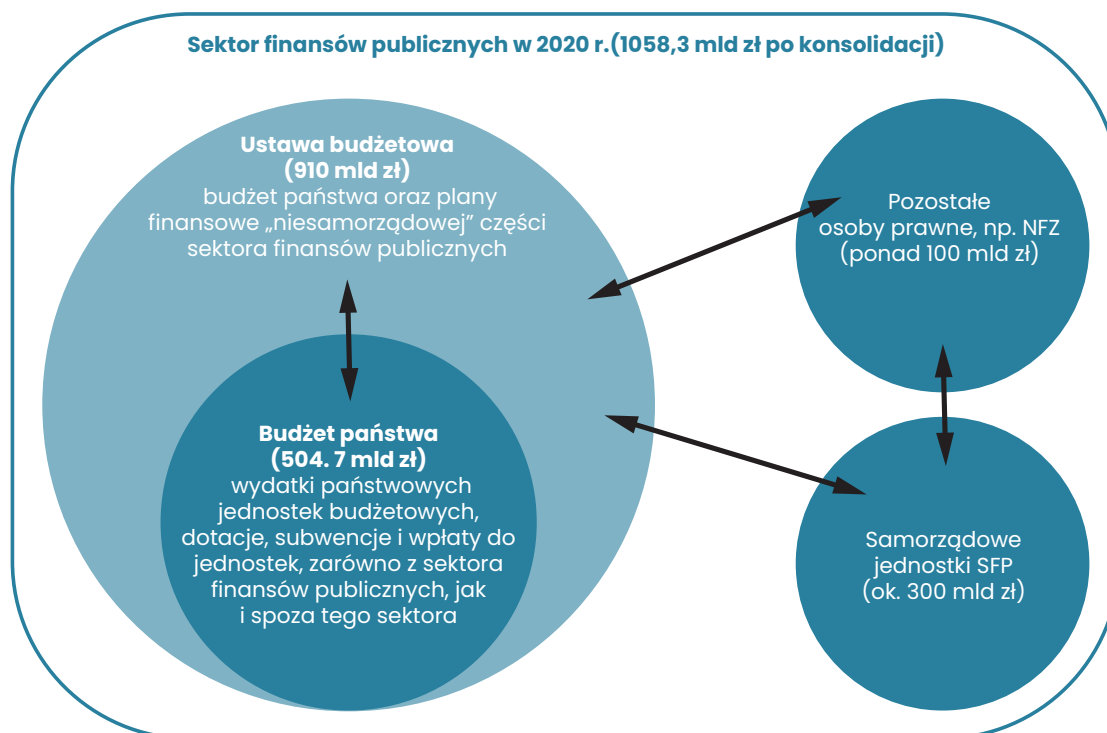 Sektor finansów publicznych w 2020 r.(1058,3 mld zł po konsolidacji)
Ustawa budżetowa
(910 mld zł)
budżet państwa oraz plany
finansowe „niesamorządowej” części
sektora finansów publicznych
Budżet państwa
(504. 7 mld zł)
wydatki państwowych
jednostek budżetowych,
dotacje, subwencje i wpłaty do
jednostek, zarówno z sektora
finansów publicznych, jak
i spoza tego sektora
Pozostałe
osoby prawne, np. NFZ
(ponad 100 mld zł)
Samorządowe
jednostki SFP
(ok. 300 mld zł)